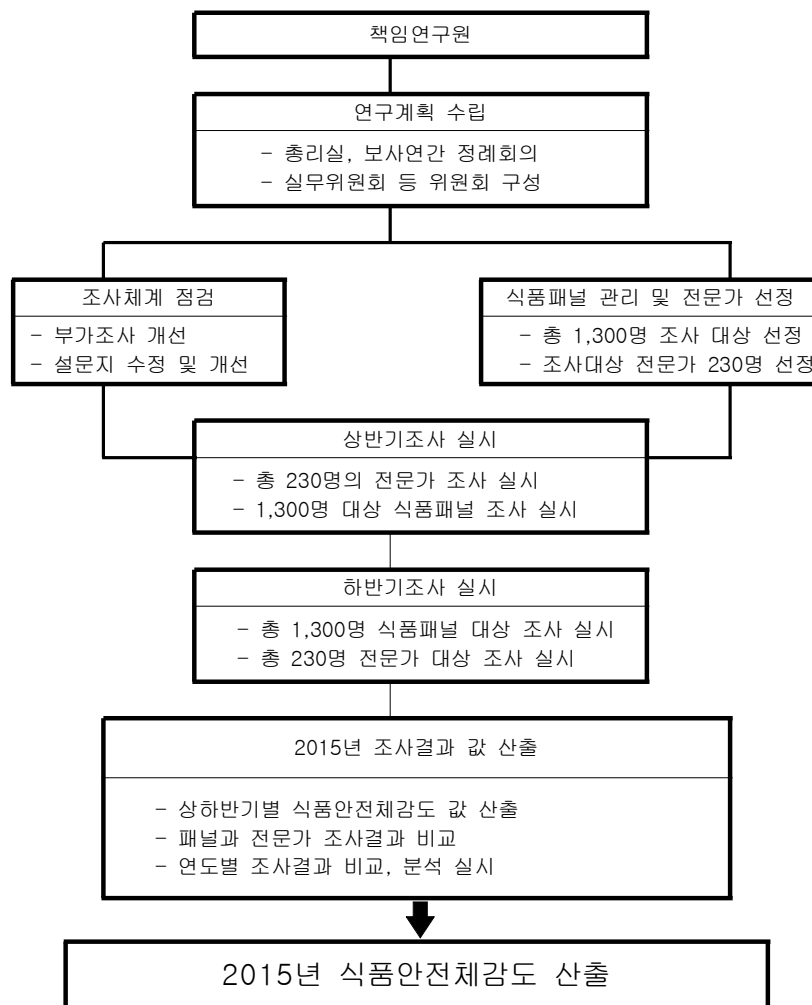 책임연구원
연구계획 수립
- 총리실, 보사연간 정례회의
- 실무위원회 등 위원회 구성
조사체계 점검
- 부가조사 개선
- 설문지 수정 및 개선
식품패널 관리 및 전문가 선정
- 총 1,300명 조사 대상 선정
- 조사대상 전문가 230명 선정
상반기조사 실시
- 총 230명의 전문가 조사 실시
- 1,300명 대상 식품패널 조사 실시
하반기조사 실시
- 총 1,300명 식품패널 대상 조사 실시
- 총 230명 전문가 대상 조사 실시
2015년 조사결과 값 산출
- 상하반기별 식품안전체감도 값 산출
- 패널과 전문가 조사결과 비교
- 연도별 조사결과 비교, 분석 실시
2015년 식품안전체감도 산출